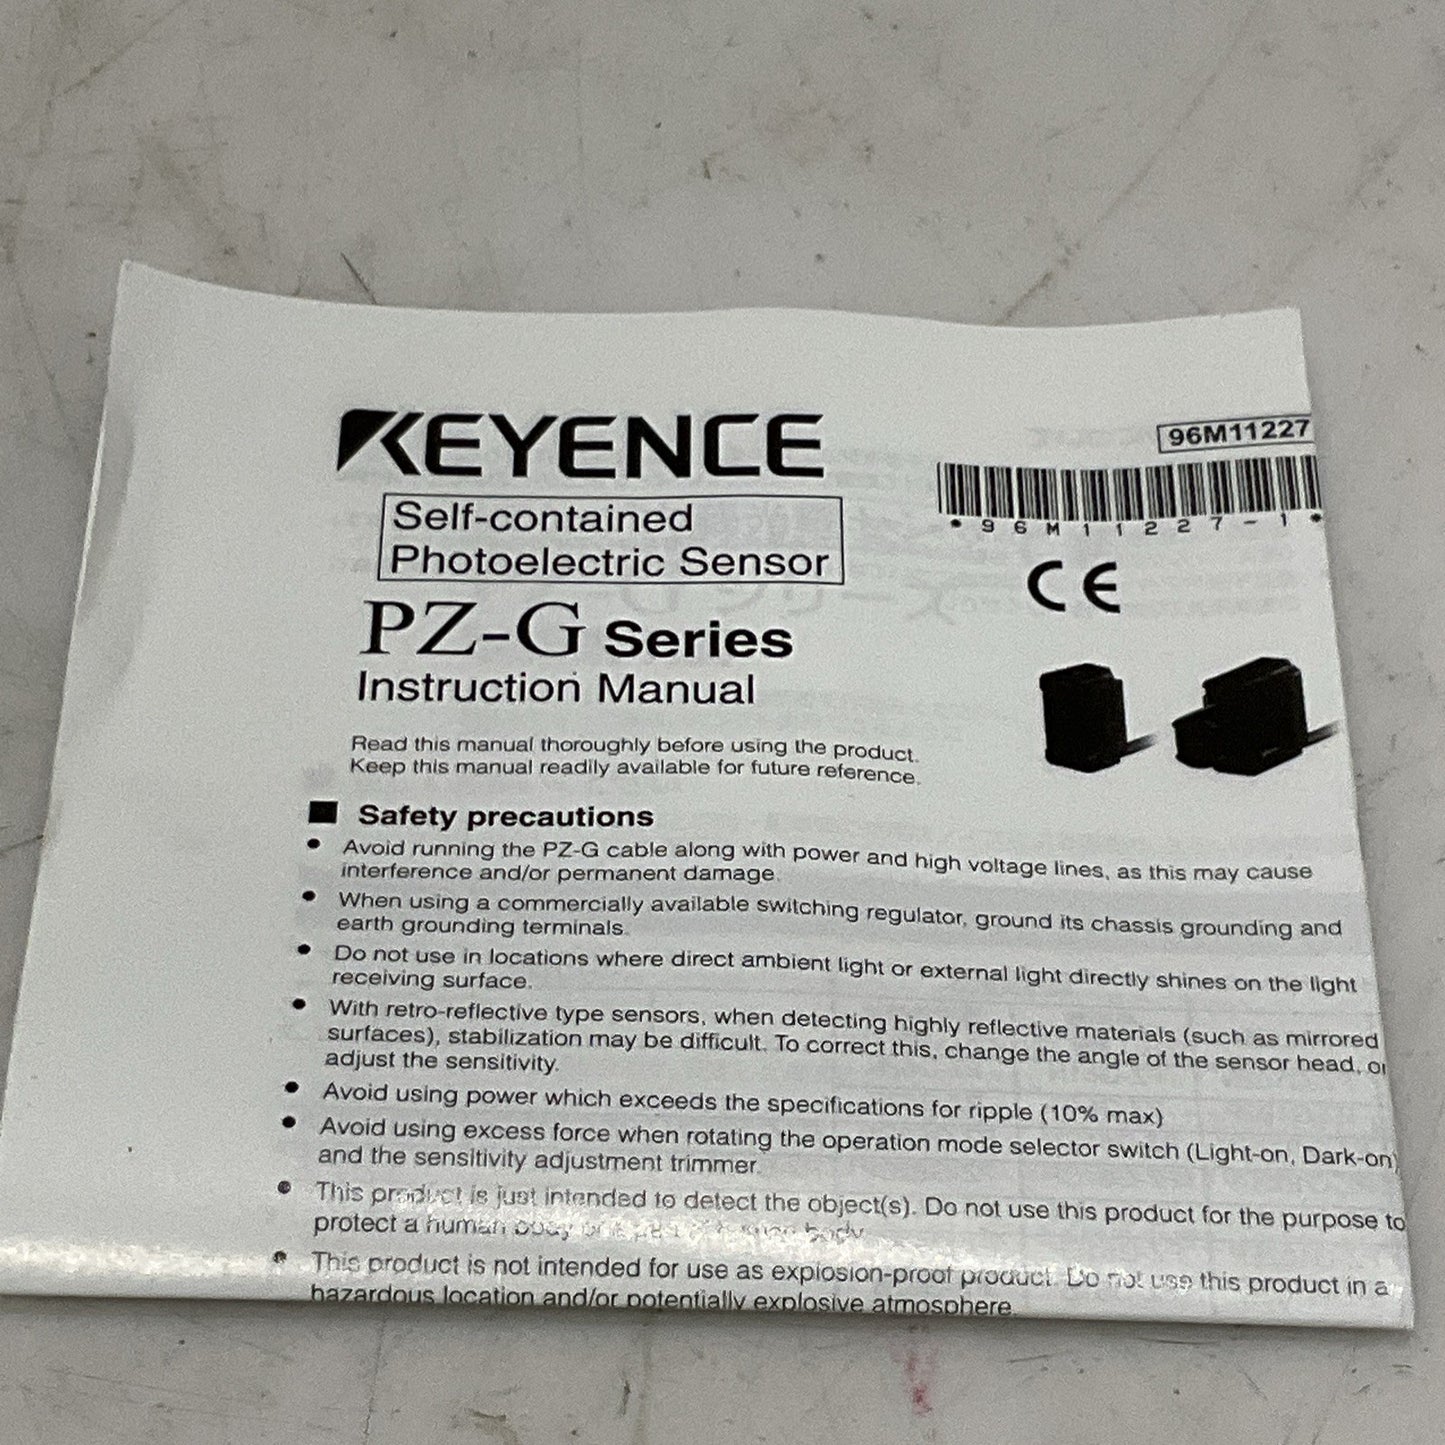 KEYENCE
96M11227
*96M11227-1*
Self-contained
Photoelectric Sensor
CE
PZ-G Series
Instruction Manual
Read this manual thoroughly before using the product.
Keep this manual readily available for future reference.
■ Safety precautions
• Avoid running the PZ-G cable along with power and high voltage lines, as this may cause
interference and/or permanent damage.
• When using a commercially available switching regulator, ground its chassis grounding and
earth grounding terminals.
• Do not use in locations where direct ambient light or external light directly shines on the light
receiving surface.
• With retro-reflective type sensors, when detecting highly reflective materials (such as mirrored
surfaces), stabilization may be difficult. To correct this, change the angle of the sensor head, or
adjust the sensitivity.
• Avoid using power which exceeds the specifications for ripple (10% max)
• Avoid using excess force when rotating the operation mode selector switch (Light-on, Dark-on)
and the sensitivity adjustment trimmer.
• This product is just intended to detect the object(s). Do not use this product for the purpose to
protect a human body or a part of human body.
• This product is not intended for use as explosion-proof product. Do not use this product in a
hazardous location and/or potentially explosive atmosphere.